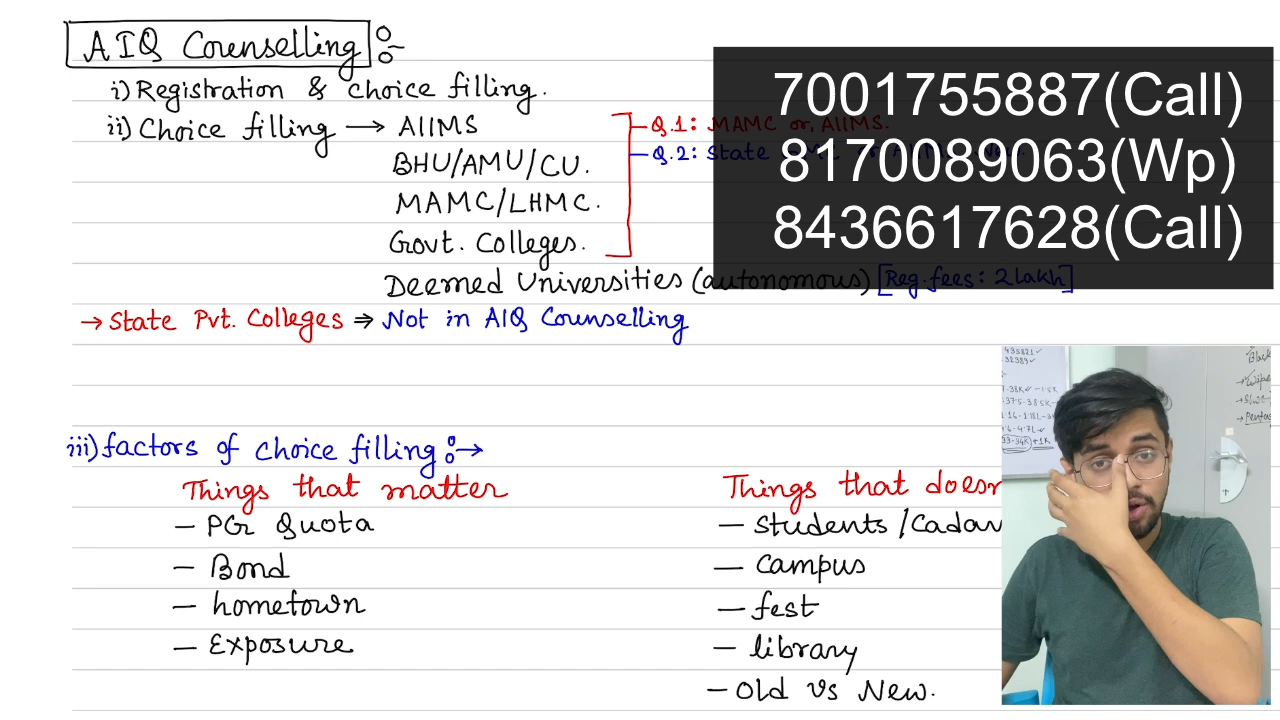 AIQ Counselling :-
i) Registration & choice filling.
ii) Choice filling → AIIMS
BHU/AMU/CU.
MAMC/LHMC.
Govt. Colleges.
Deemed Universities (autonomous) [Reg. fees: 2 lakh]
Q.1: MAMC or, AIIMS.
Q.2: State
7001755887(Call)
8170089063(Wp)
8436617628(Call)
→ State Pvt. Colleges ⇒ Not in AIQ Counselling
iii) factors of choice filling :→
Things that matter
- PG Quota
- Bond
- hometown
- Exposure
Things that doesn
- Students/Cadav
- Campus
- fest
- library
- Old vs New.